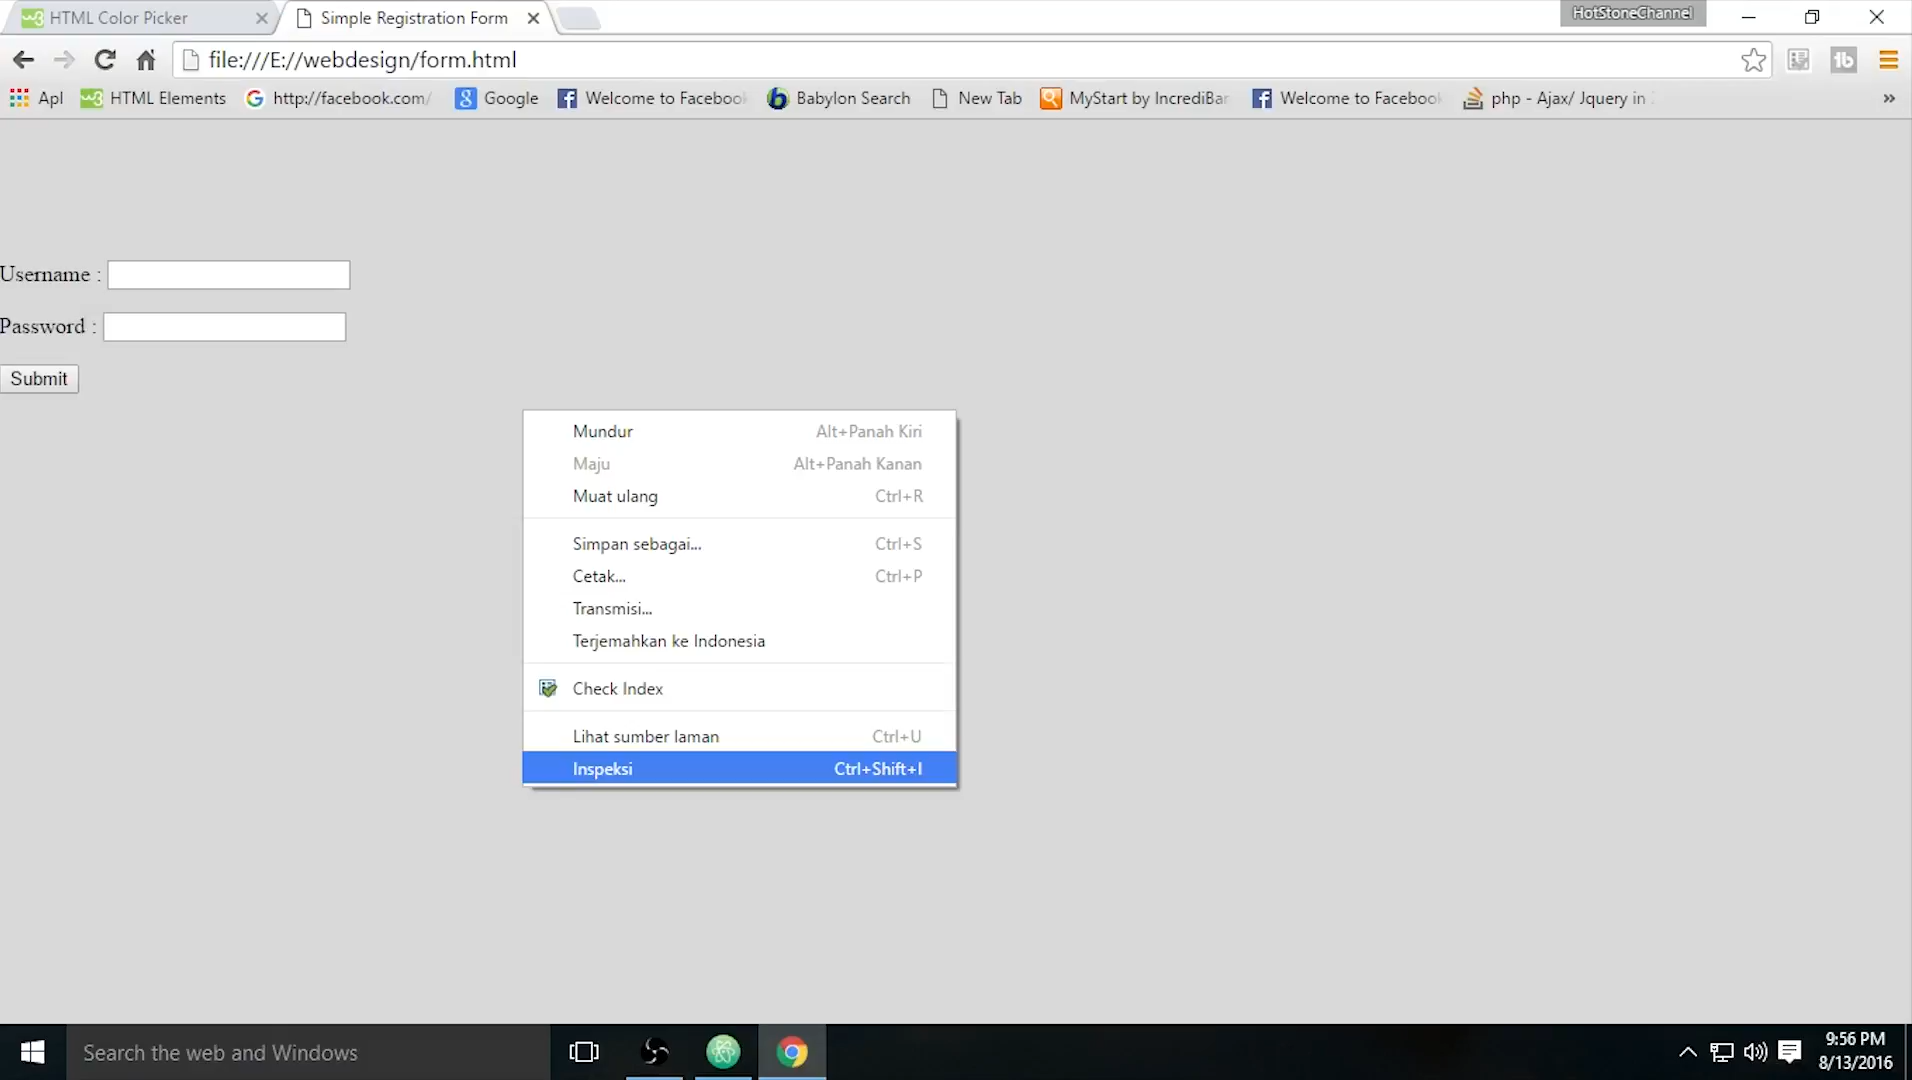 HTML Color Picker
Simple Registration Form
HotStoneChannel
file:///E://webdesign/form.html
Apl
HTML Elements
http://facebook.com/
Google
Welcome to Facebook
Babylon Search
New Tab
MyStart by IncrediBar
Welcome to Facebook
php - Ajax/ Jquery in
»
Username :
Password :
Submit
Mundur Alt+Panah Kiri
Maju Alt+Panah Kanan
Muat ulang Ctrl+R
Simpan sebagai... Ctrl+S
Cetak... Ctrl+P
Transmisi...
Terjemahkan ke Indonesia
Check Index
Lihat sumber laman Ctrl+U
Inspeksi Ctrl+Shift+I
Search the web and Windows
9:56 PM
8/13/2016